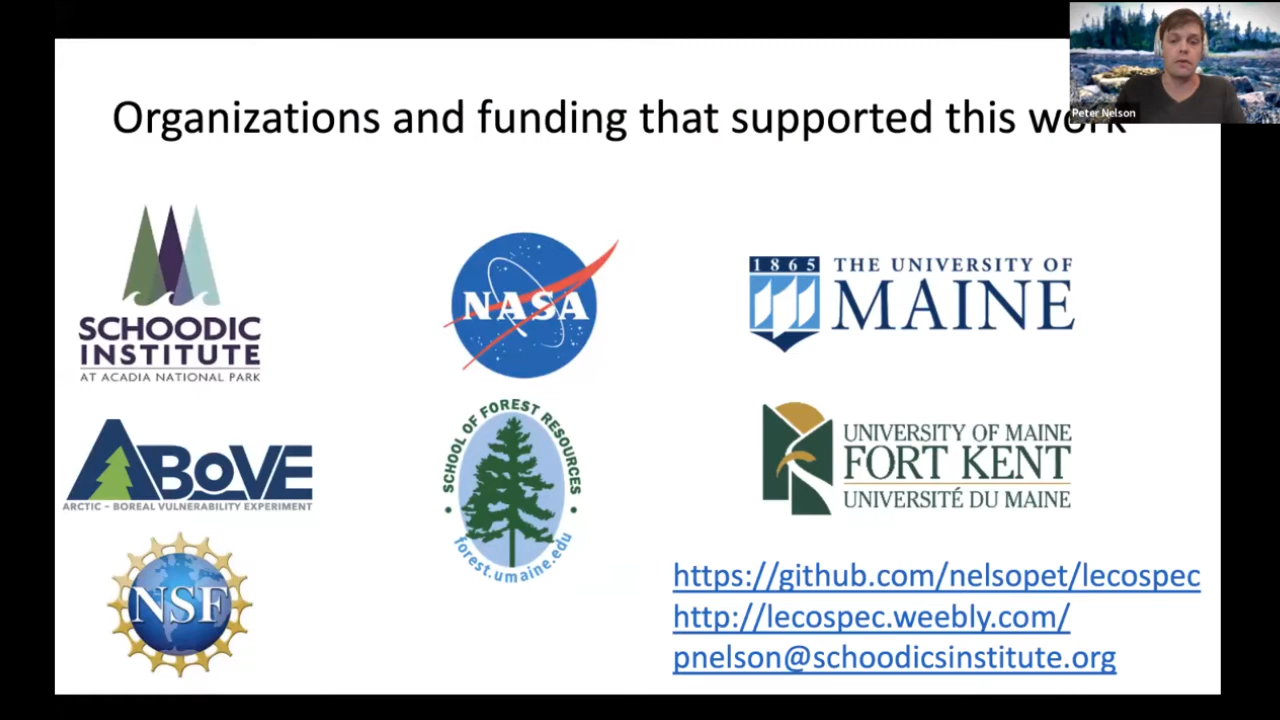 Organizations and funding that supported this work
Peter Nelson
SCHOODIC
INSTITUTE
AT ACADIA NATIONAL PARK
NASA
1865
THE UNIVERSITY OF
MAINE
ABoVE
ARCTIC – BOREAL VULNERABILITY EXPERIMENT
SCHOOL OF FOREST RESOURCES
forest.umaine.edu
UNIVERSITY OF MAINE
FORT KENT
UNIVERSITÉ DU MAINE
NSF
https://github.com/nelsopet/lecospec
http://lecospec.weebly.com/
pnelson@schoodicsinstitute.org